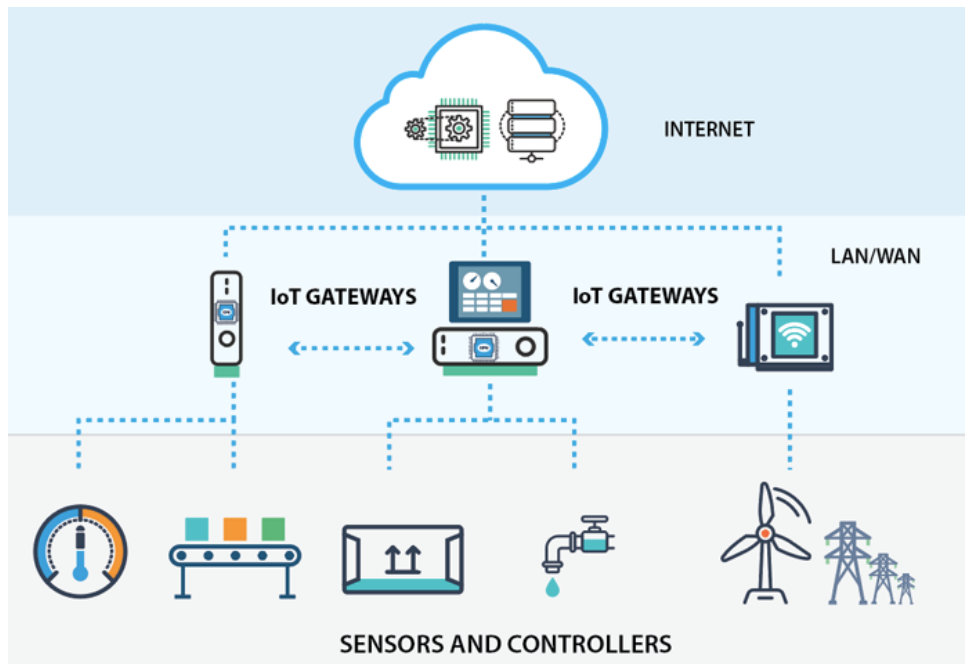 INTERNET
LAN/WAN
IoT GATEWAYS
IoT GATEWAYS
SENSORS AND CONTROLLERS